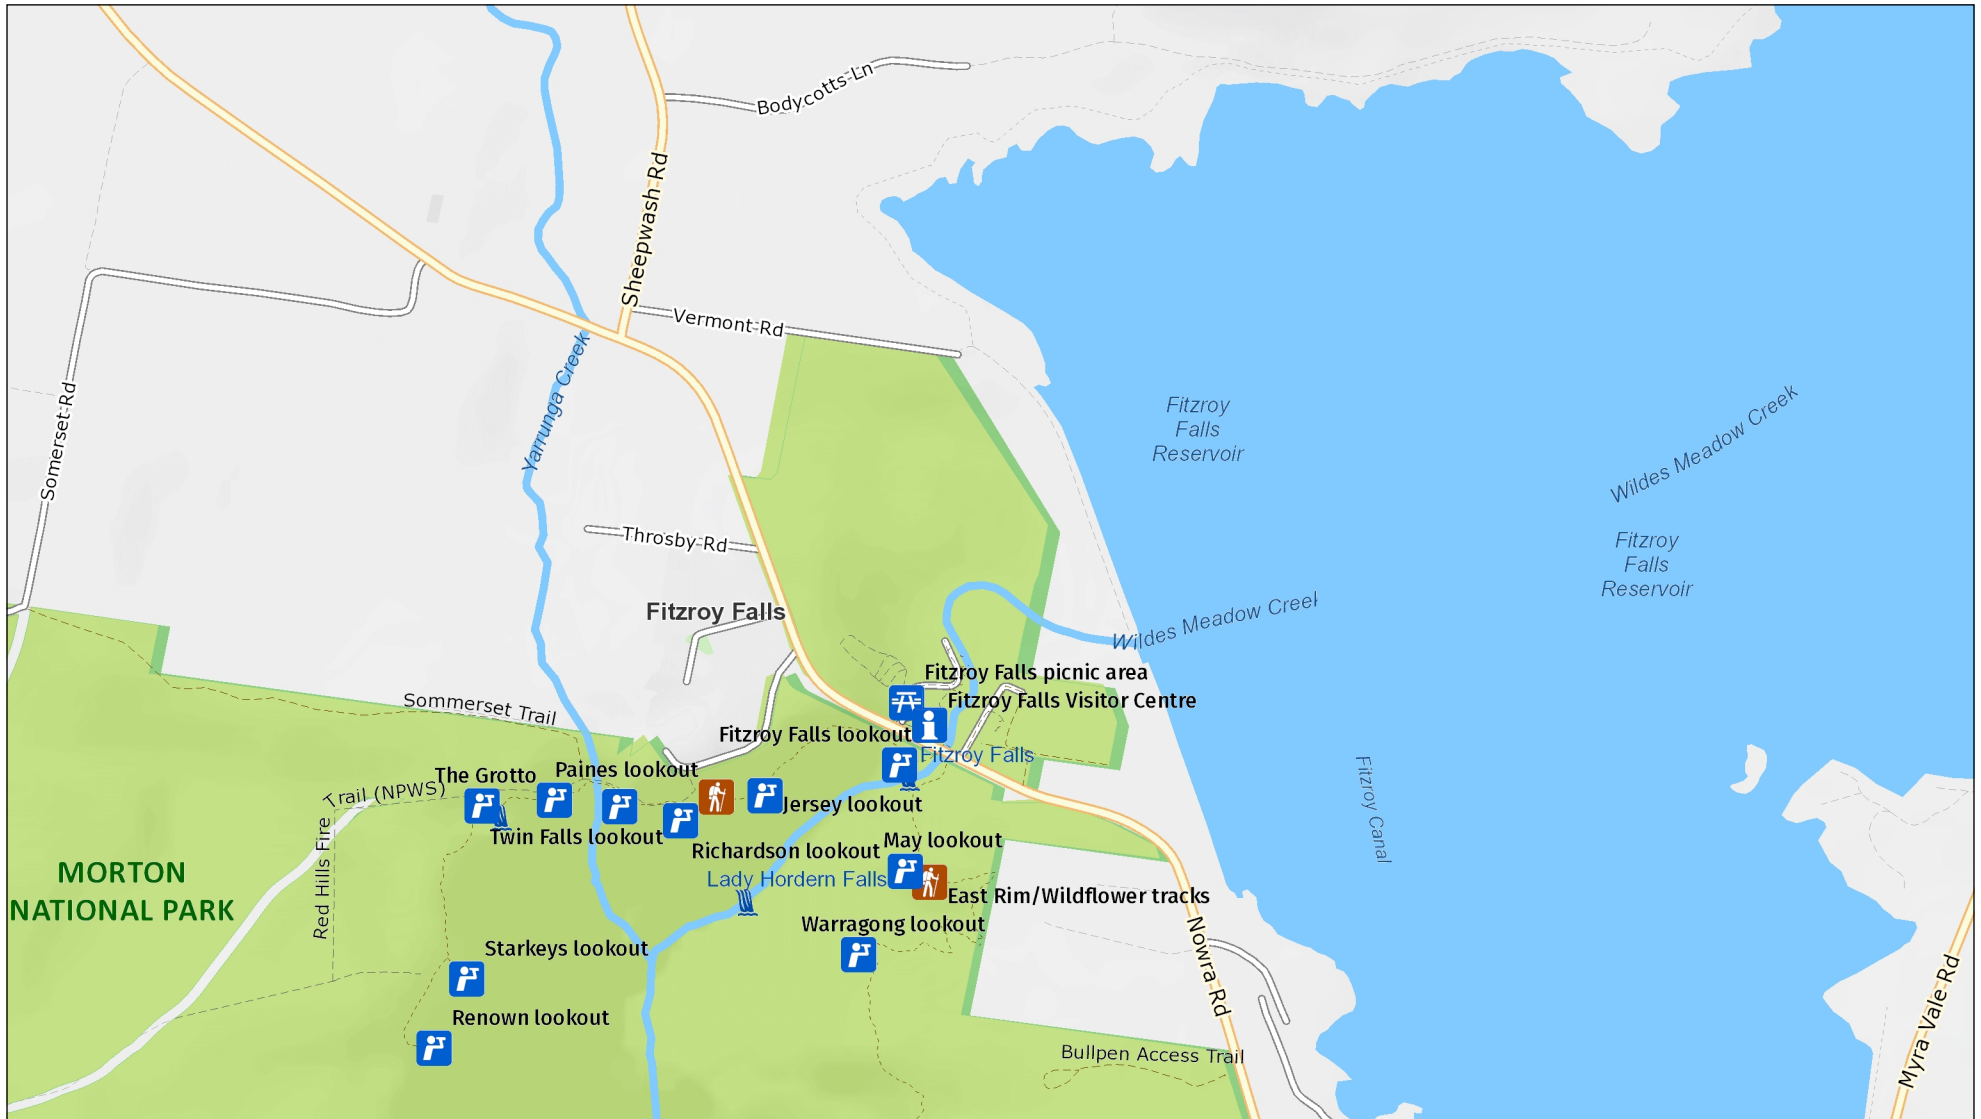 Bodycotts Ln
Sheepwash Rd
Vermont Rd
Yarrunga Creek
Somerset Rd
Fitzroy
Falls
Reservoir
Wildes Meadow Creek
Fitzroy
Falls
Reservoir
Throsby Rd
Fitzroy Falls
Wildes Meadow Creek
Fitzroy Falls picnic area
Fitzroy Falls Visitor Centre
Sommerset Trail
Fitzroy Falls lookout
Fitzroy Falls
The Grotto
Paines lookout
Red Hills Fire Trail (NPWS)
Jersey lookout
Twin Falls lookout
Fitzroy Canal
May lookout
Richardson lookout
Lady Hordern Falls
MORTON
NATIONAL PARK
East Rim/Wildflower tracks
Warragong lookout
Starkeys lookout
Nowra Rd
Renown lookout
Myra Vale Rd
Bullpen Access Trail